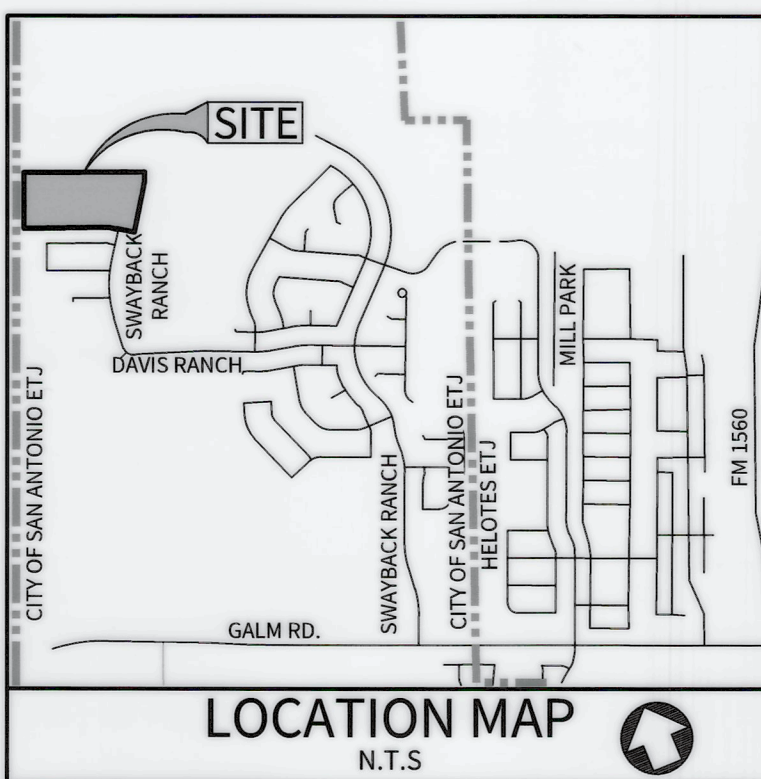 SITE
SWAYBACK
RANCH
DAVIS RANCH
MILL PARK
FM 1560
CITY OF SAN ANTONIO ETJ
SWAYBACK RANCH
CITY OF SAN ANTONIO ETJ
HELOTES ETJ
GALM RD.
LOCATION MAP
N.T.S